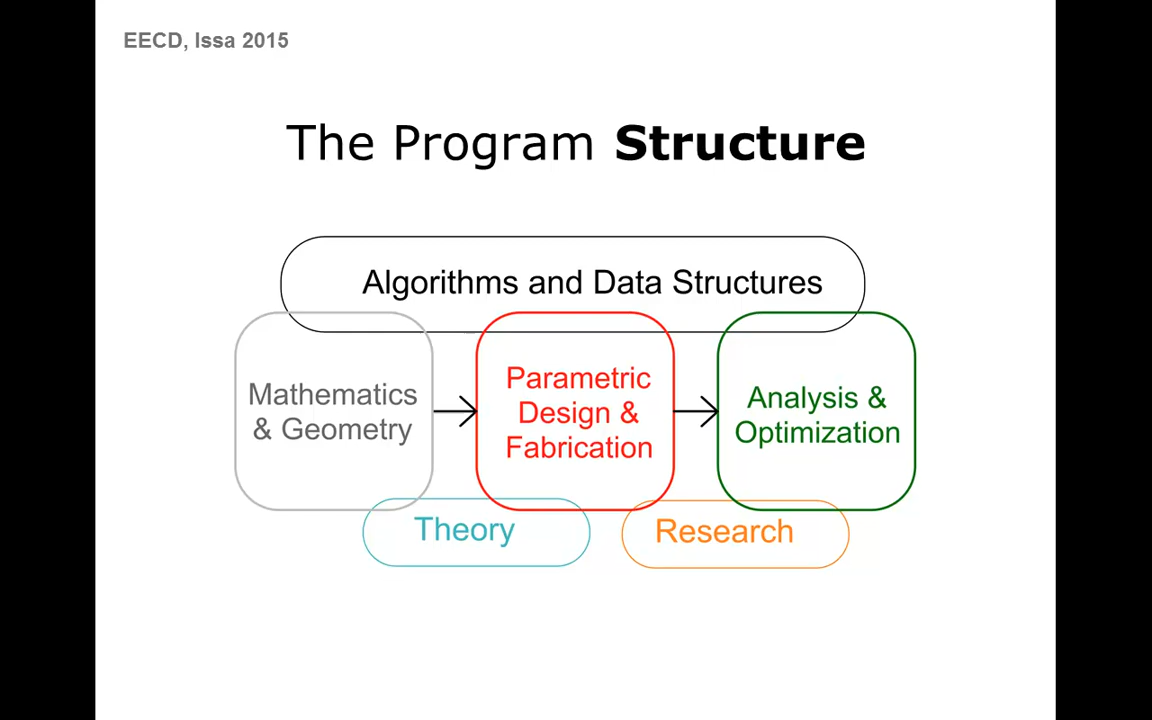 EECD, Issa 2015
The Program Structure
Algorithms and Data Structures
Mathematics
& Geometry
Parametric
Design &
Fabrication
Analysis &
Optimization
Theory
Research